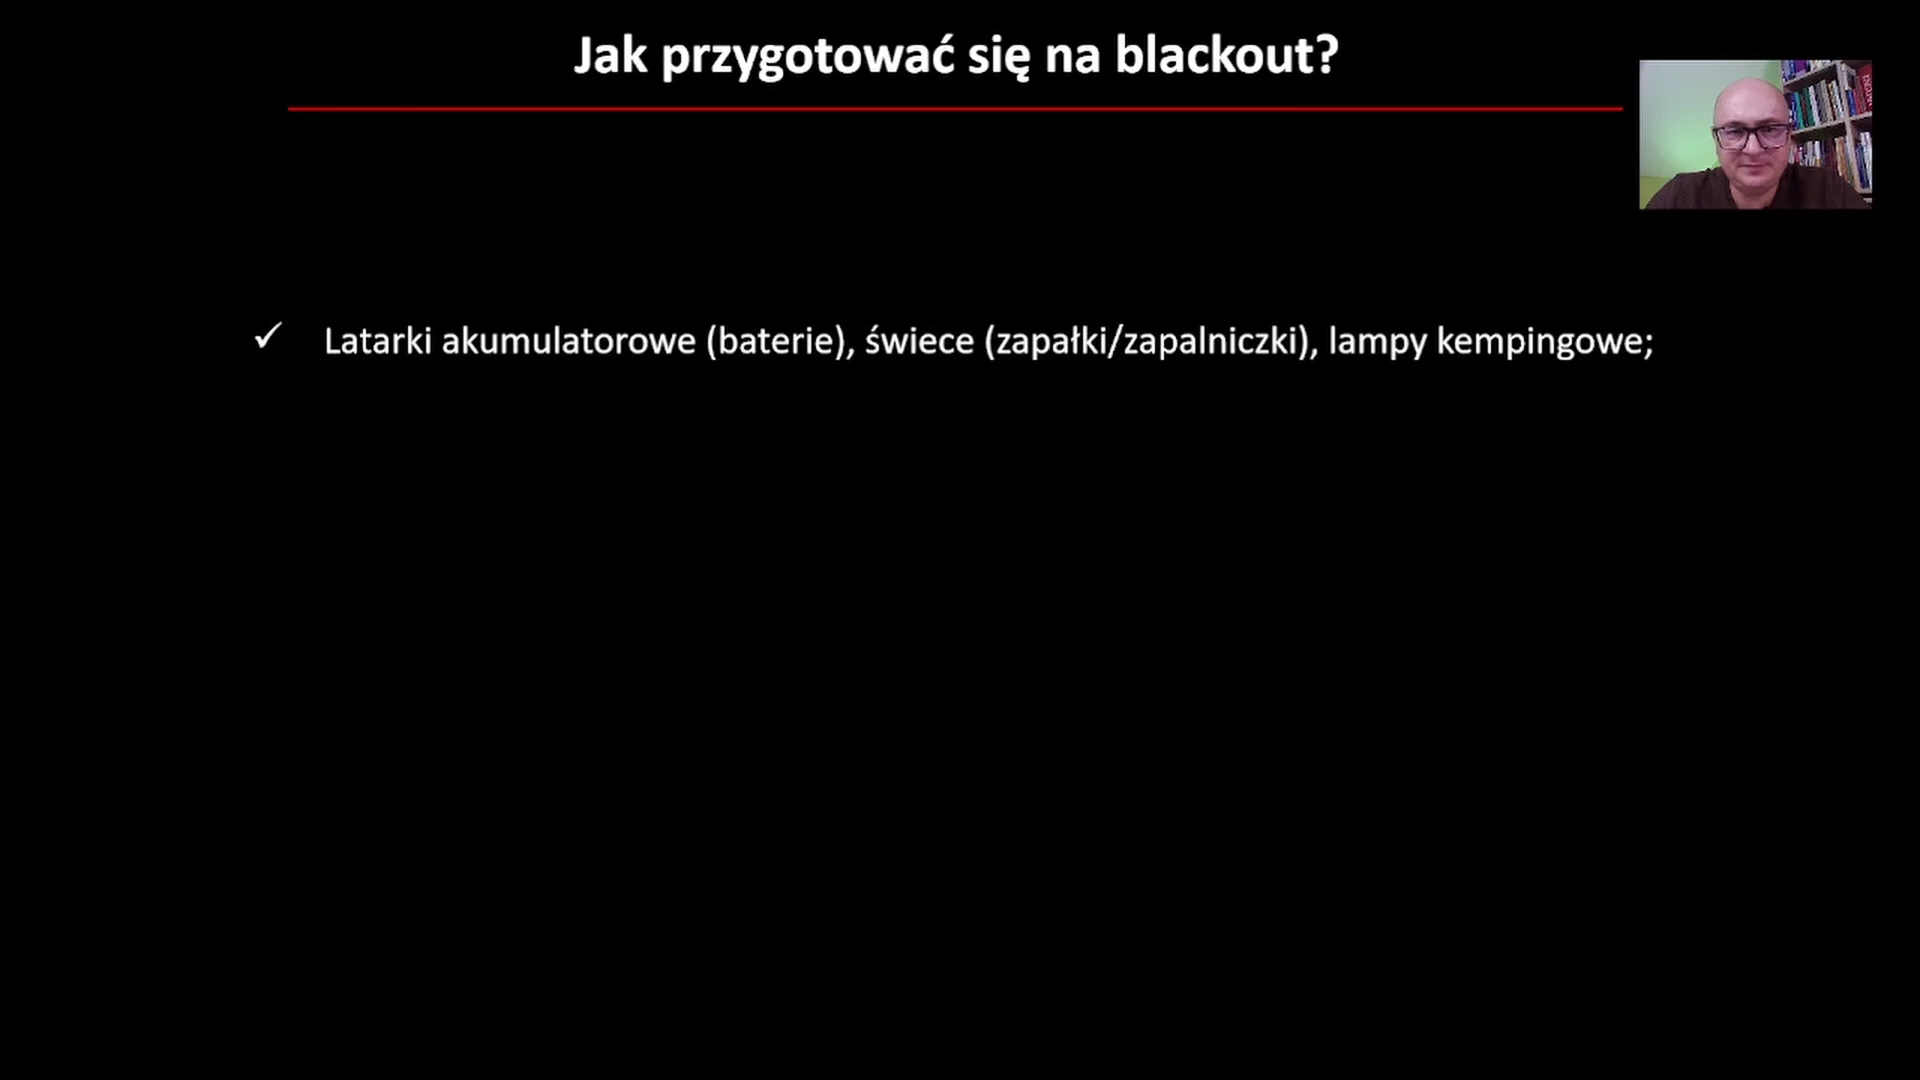 Jak przygotować się na blackout?
✓ Latarki akumulatorowe (baterie), świece (zapałki/zapalniczki), lampy kempingowe;